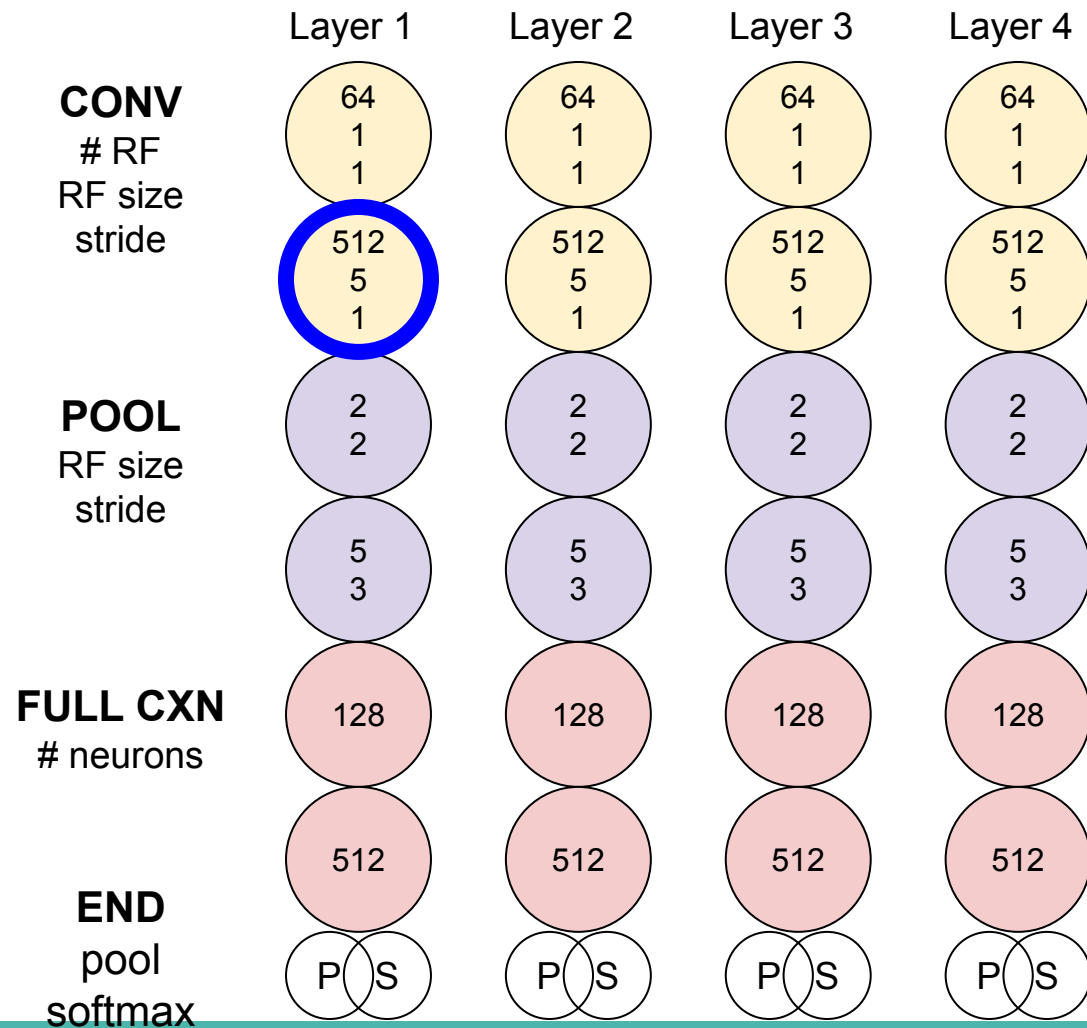 Layer 1 Layer 2 Layer 3 Layer 4
CONV
# RF
RF size
stride
64 64 64 64
1 1 1 1
1 1 1 1
512 512 512 512
5 5 5 5
1 1 1 1
POOL
RF size
stride
2 2 2 2
2 2 2 2
5 5 5 5
3 3 3 3
FULL CXN
# neurons
128 128 128 128
512 512 512 512
END
pool
softmax
P S P S P S P S